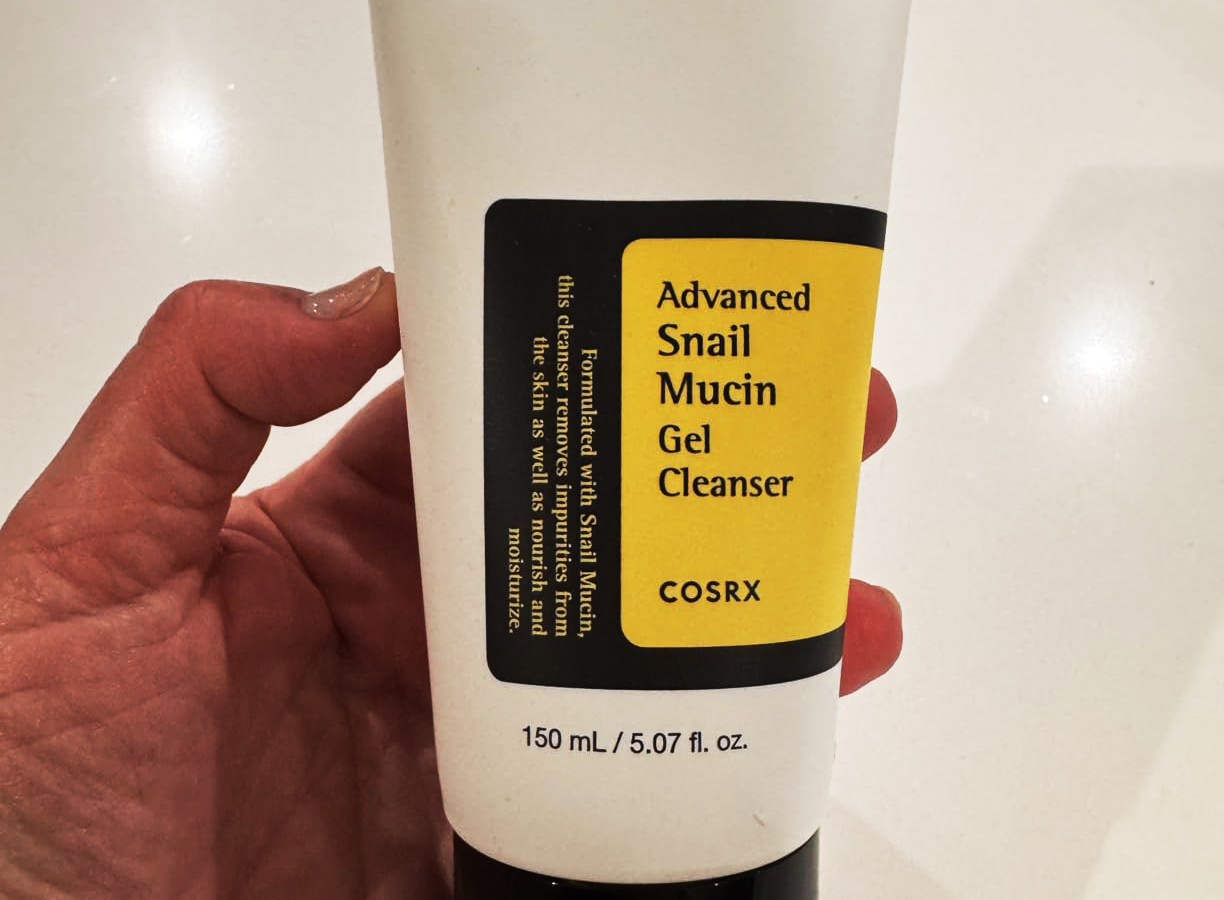 Advanced
Snail
Mucin
Gel
Cleanser
COSRX
Formulated with Snail Mucin,
this cleanser removes impurities from
the skin as well as nourish and
moisturize.
150 mL / 5.07 fl. oz.